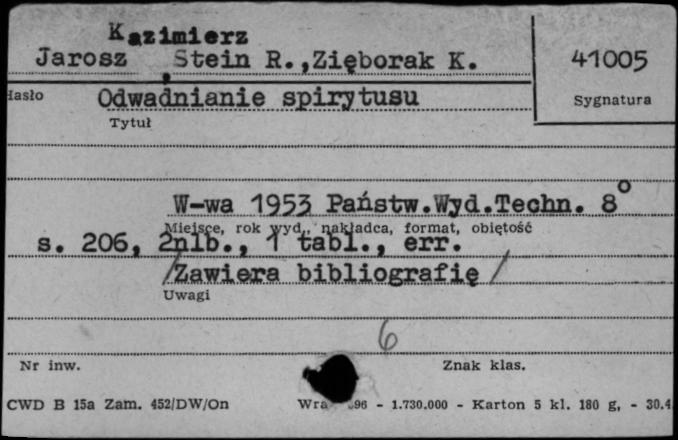 Kazimierz
Jarosz, Stein R.,Zięborak K.
41005
Hasło
Odwadnianie spirytusu
Sygnatura
Tytuł
W-wa 1953 Państw.Wyd.Techn. 8°
Miejsce, rok wyd., nakładca, format, objętość
s. 206, 2nlb., 1 tabl., err.
/Zawiera bibliografię/
Uwagi
6
Nr inw.
Znak klas.
CWD B 15a Zam. 452/DW/On
96 - 1.730.000 - Karton 5 kl. 180 g, - 30.4